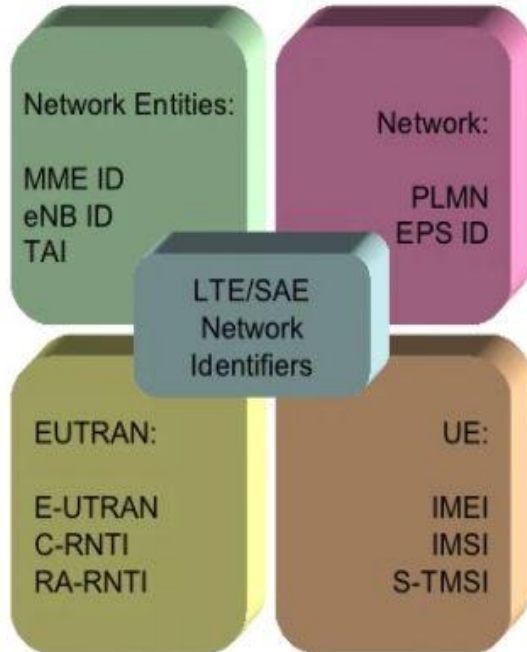 Network Entities:
MME ID
eNB ID
TAI
Network:
PLMN
EPS ID
LTE/SAE
Network
Identifiers
EUTRAN:
E-UTRAN
C-RNTI
RA-RNTI
UE:
IMEI
IMSI
S-TMSI